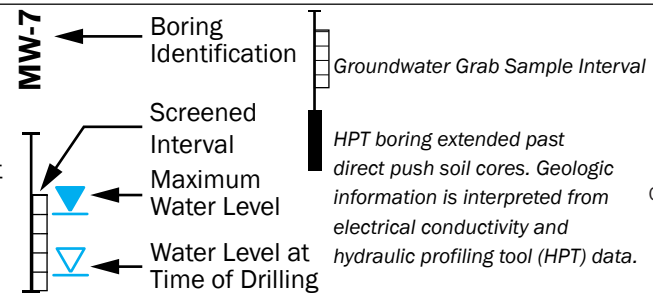 MW-7
Boring
Identification
Screened
Interval
Maximum
Water Level
Water Level at
Time of Drilling
Groundwater Grab Sample Interval
HPT boring extended past
direct push soil cores. Geologic
information is interpreted from
electrical conductivity and
hydraulic profiling tool (HPT) data.